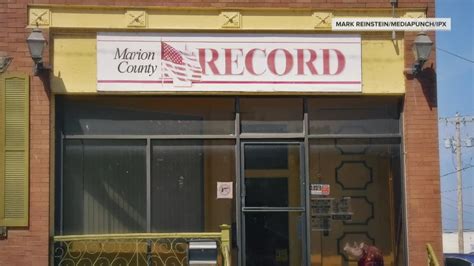 MARK REINSTEIN/MEDIAPUNCH/IPX
Marion
County
RECORD